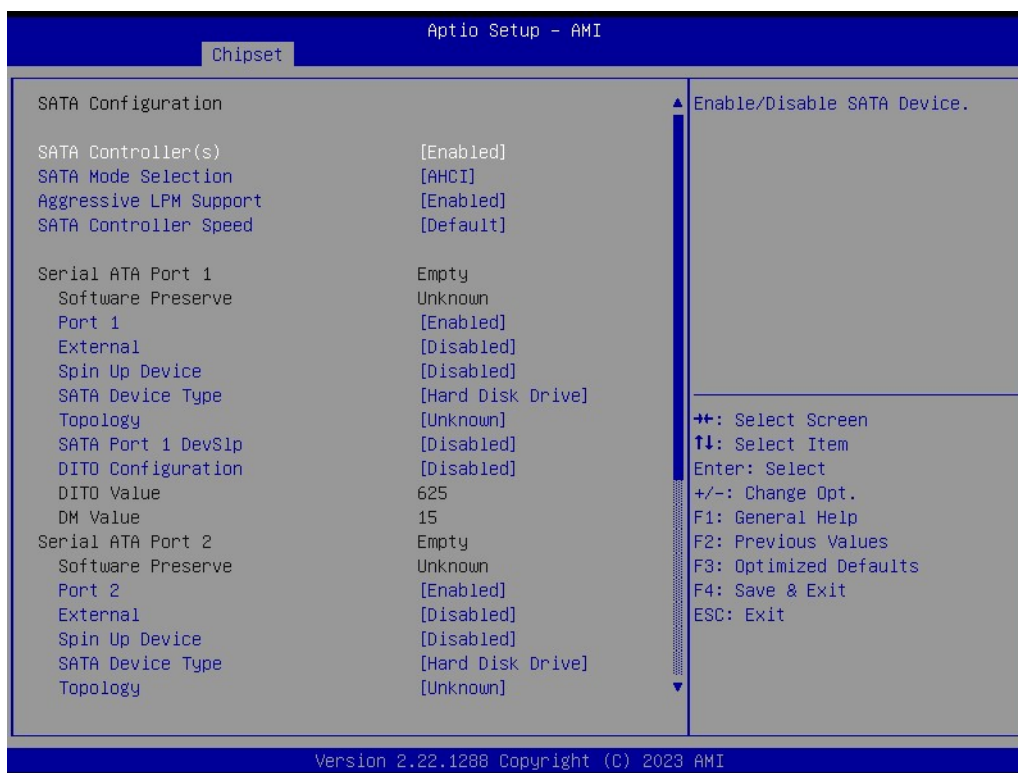 Aptio Setup – AMI
Chipset
SATA Configuration
SATA Controller(s) [Enabled]
SATA Mode Selection [AHCI]
Aggressive LPM Support [Enabled]
SATA Controller Speed [Default]
Serial ATA Port 1 Empty
Software Preserve Unknown
Port 1 [Enabled]
External [Disabled]
Spin Up Device [Disabled]
SATA Device Type [Hard Disk Drive]
Topology [Unknown]
SATA Port 1 DevSlp [Disabled]
DITO Configuration [Disabled]
DITO Value 625
DM Value 15
Serial ATA Port 2 Empty
Software Preserve Unknown
Port 2 [Enabled]
External [Disabled]
Spin Up Device [Disabled]
SATA Device Type [Hard Disk Drive]
Topology [Unknown]
Enable/Disable SATA Device.
→←: Select Screen
↑↓: Select Item
Enter: Select
+/-: Change Opt.
F1: General Help
F2: Previous Values
F3: Optimized Defaults
F4: Save & Exit
ESC: Exit
Version 2.22.1288 Copyright (C) 2023 AMI